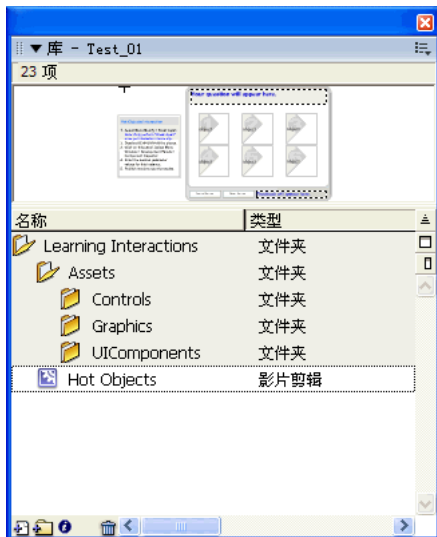 库 - Test_01
23 项
Your question will appear here.
名称 类型
Learning Interactions 文件夹
Assets 文件夹
Controls 文件夹
Graphics 文件夹
UIComponents 文件夹
Hot Objects 影片剪辑